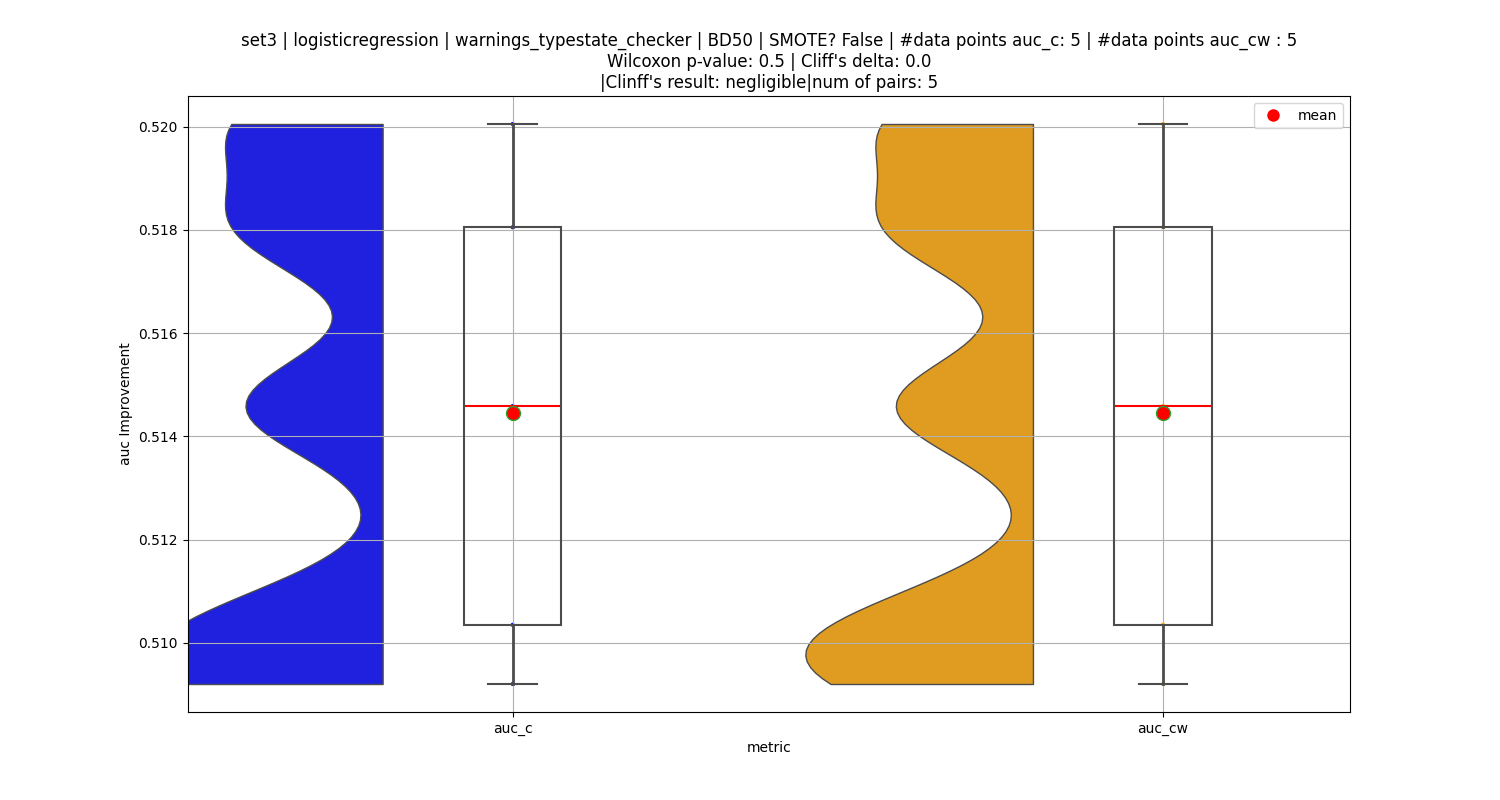 set3 | logisticregression | warnings_typestate_checker | BD50 | SMOTE? False | #data points auc_c: 5 | #data points auc_cw : 5
Wilcoxon p-value: 0.5 | Cliff's delta: 0.0
|Clinff's result: negligible|num of pairs: 5
mean
0.520
0.518
0.516
0.514
0.512
0.510
auc Improvement
auc_c
auc_cw
metric